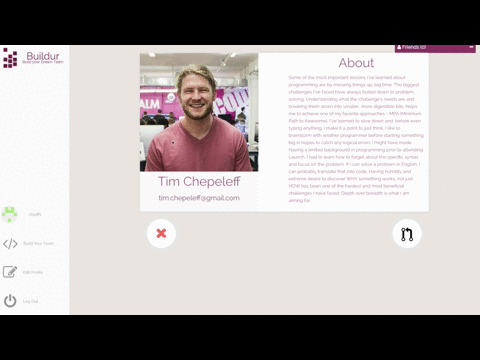 Buildur
Build your Dream Team
Friends (0)
About
Some of the most important lessons I've learned about
programming are by messing things up, big time. The biggest
challenges I've faced have always boiled down to problem
solving. Understanding what the challenge's needs are and
breaking them down into smaller, more digestible bits, helps
me to achieve one of my favorite approaches - MPA (Minimum
Path to Awesome). I've learned to slow down and, before even
typing anything, I make it a point to just think. I like to
brainstorm with another programmer before starting something
big in hopes to catch any logical errors I might have made.
Having a limited background in programming prior to attending
Launch, I had to learn how to forget about the specific syntax
and focus on the problem. If I can solve a problem in English, I
can probably translate that into code. Having humility, and
extreme desire to discover WHY something works, not just
HOW, has been one of the hardest and most beneficial
challenges I have faced. Depth over breadth is what I am
aiming for.
Tim Chepeleff
tim.chepeleff@gmail.com
Build Your Team
Edit Profile
Log Out